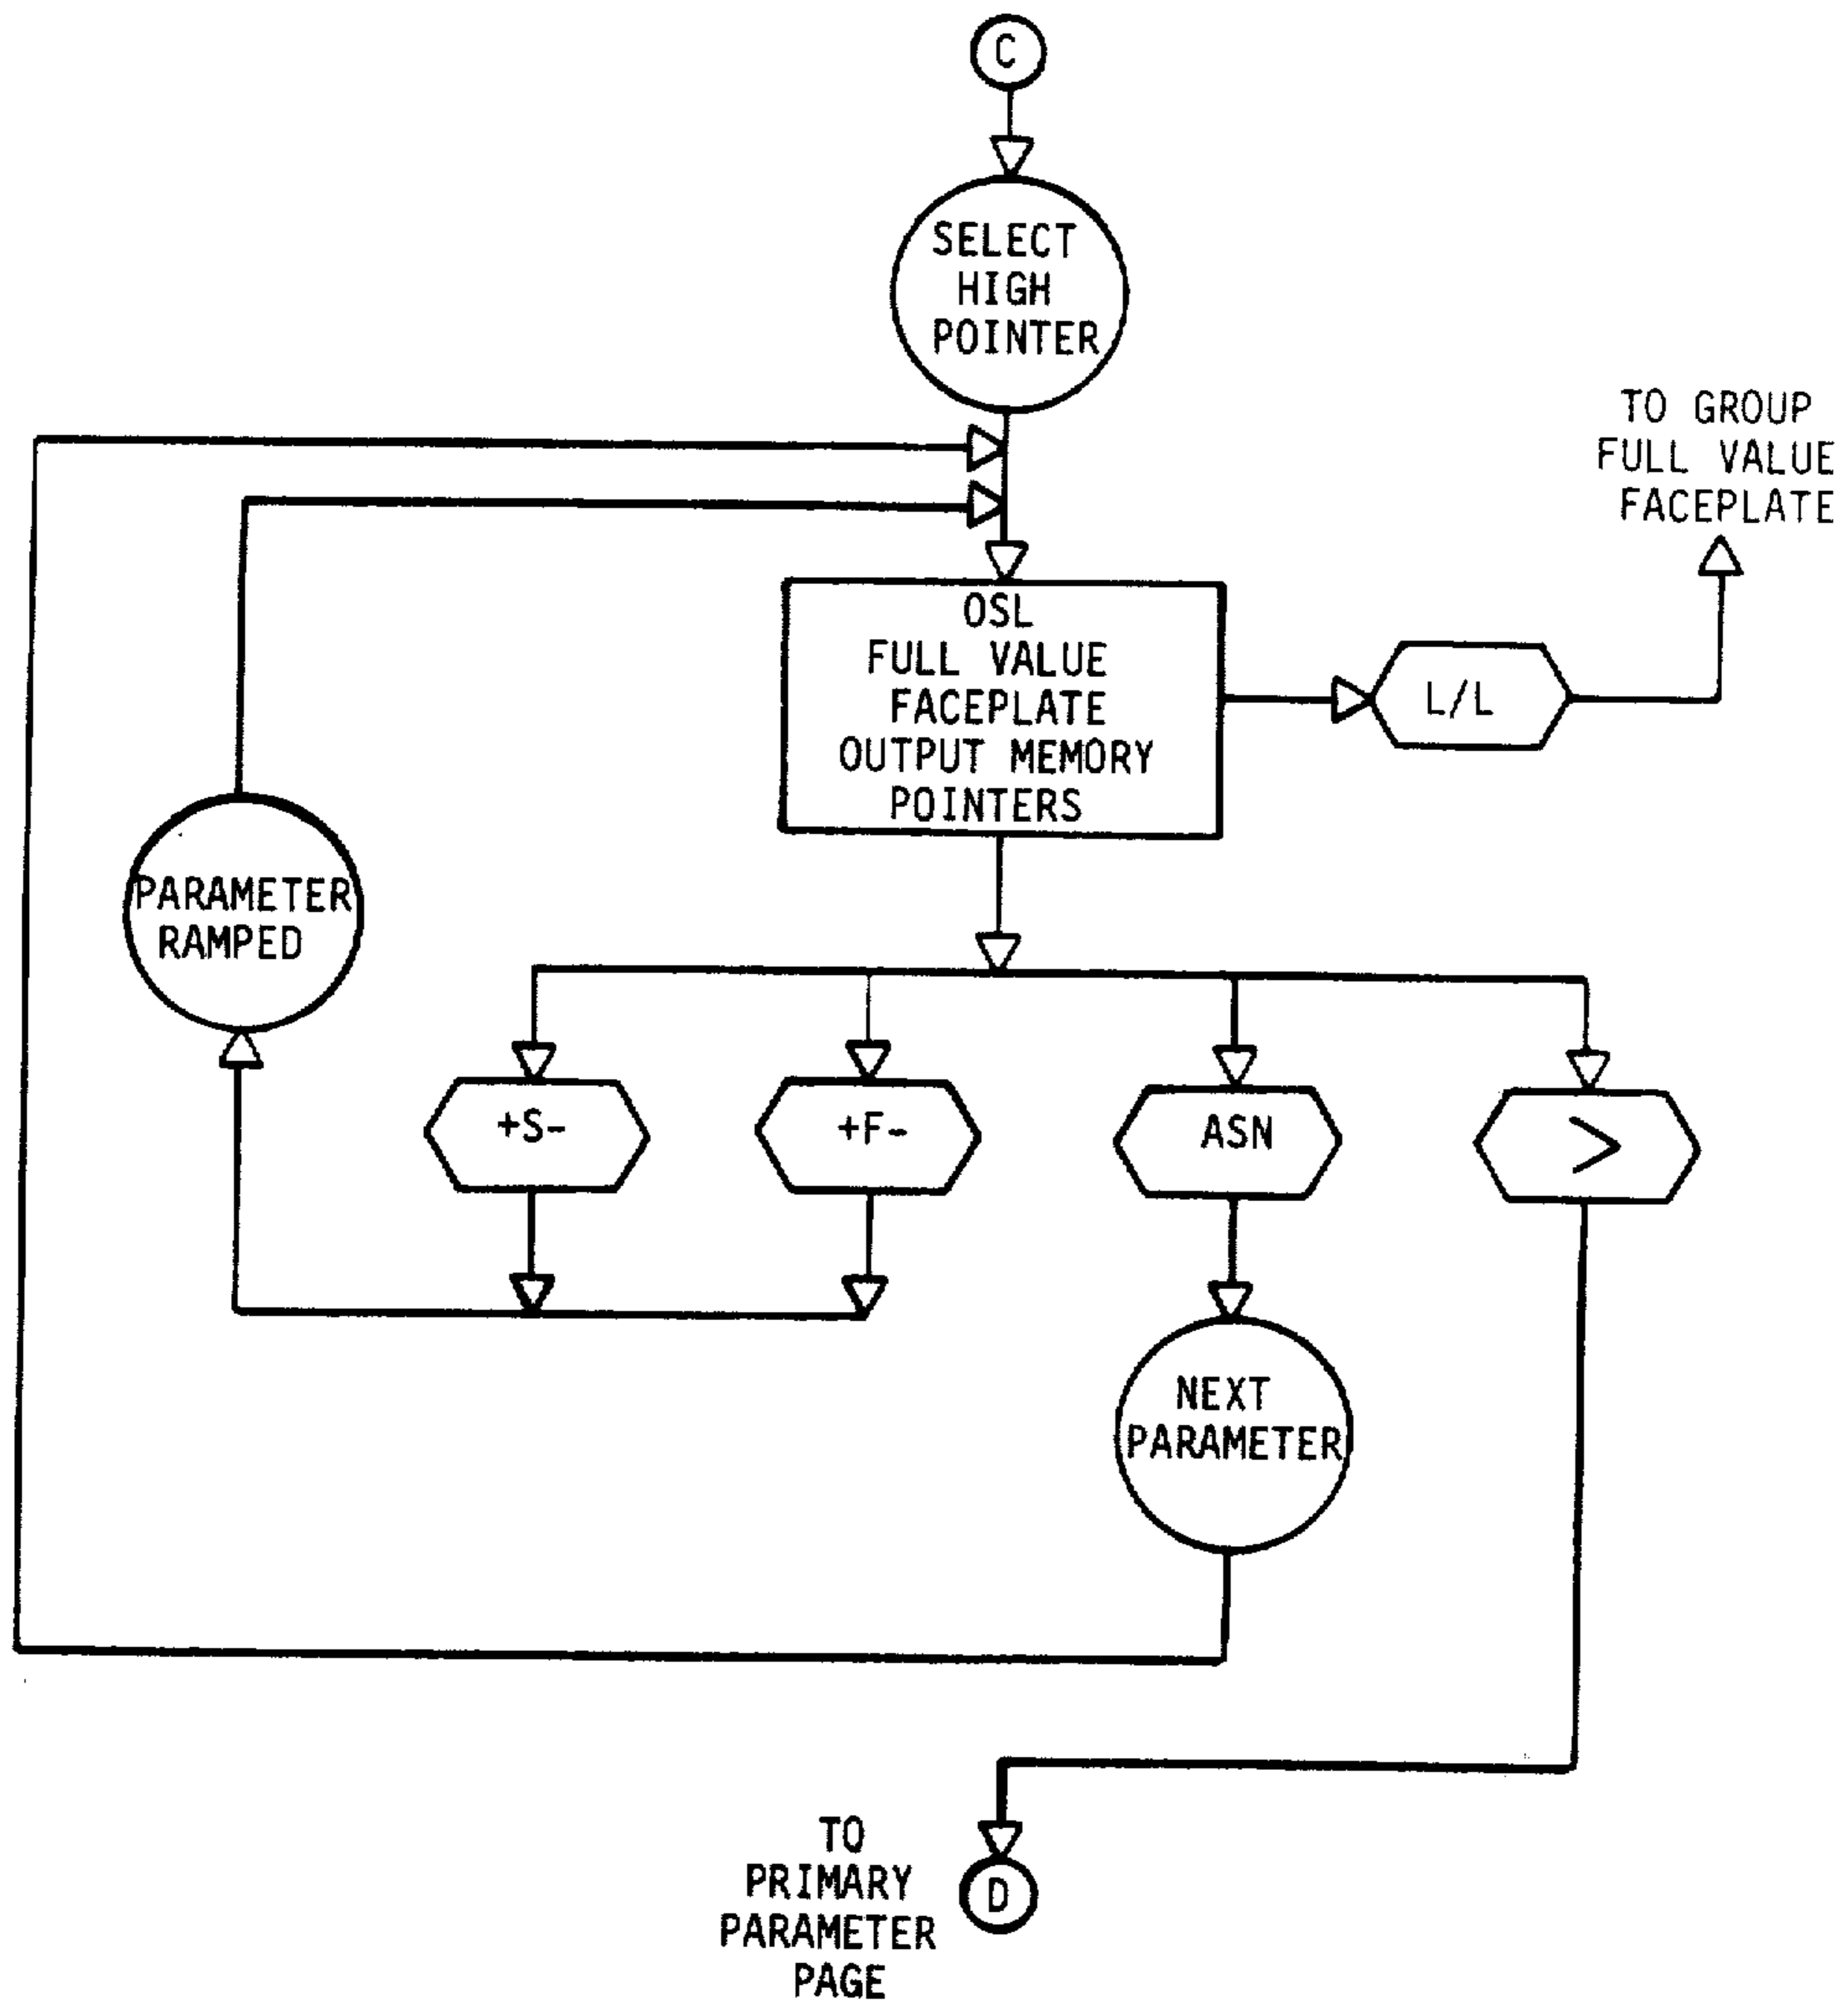 C
SELECT
HIGH
POINTER
TO GROUP
FULL VALUE
FACEPLATE
OSL
FULL VALUE
FACEPLATE
OUTPUT MEMORY
POINTERS
L/L
PARAMETER
RAMPED
+S-
+F-
ASN
>
NEXT
PARAMETER
TO
PRIMARY
PARAMETER
PAGE
D